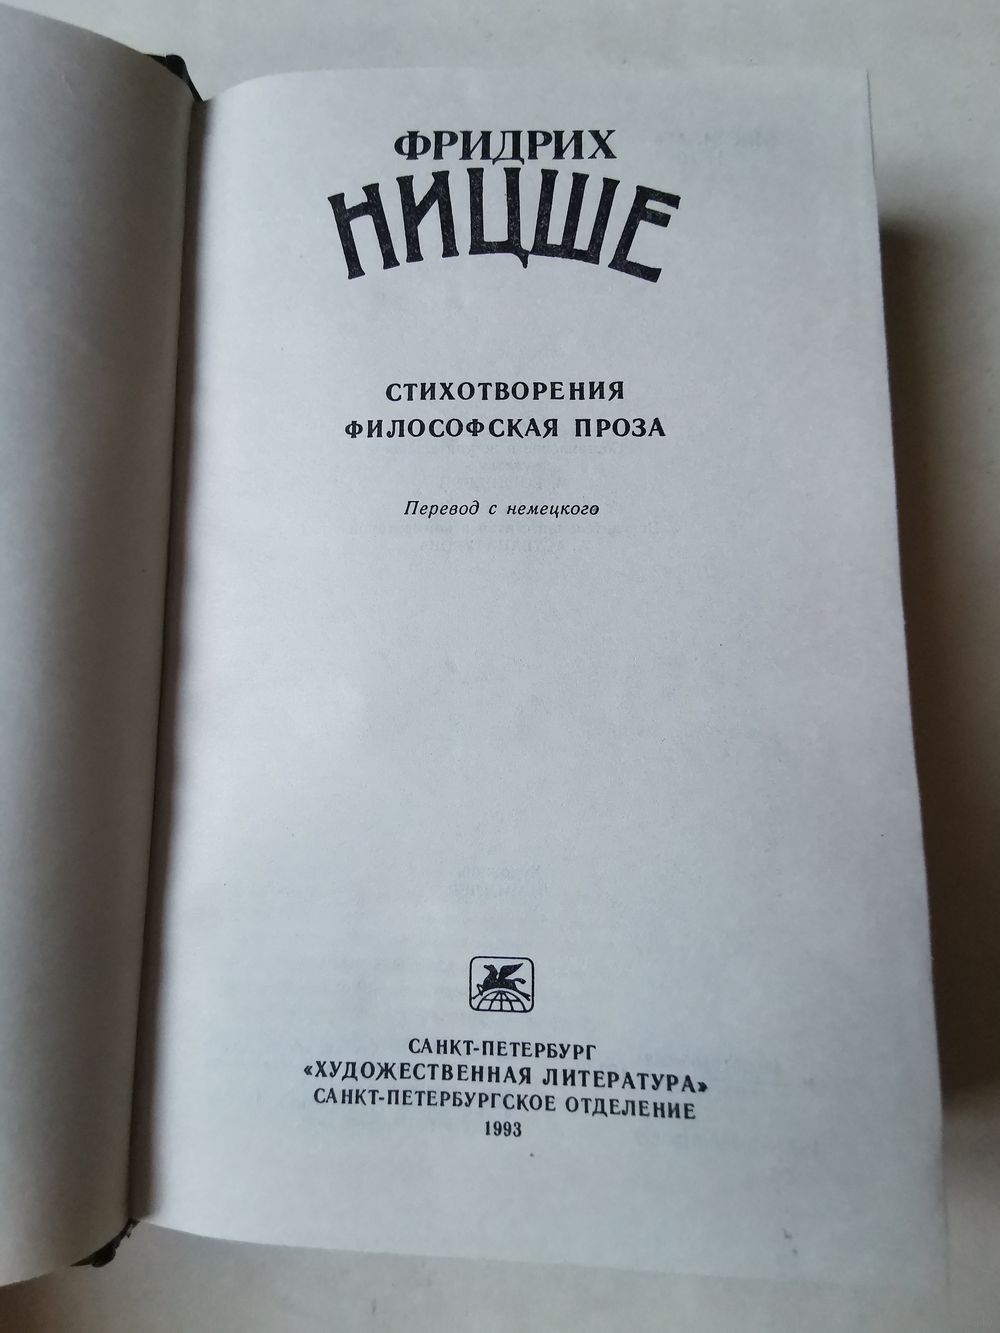 ФРИДРИХ
НИЦШЕ
СТИХОТВОРЕНИЯ
ФИЛОСОФСКАЯ ПРОЗА
Перевод с немецкого
САНКТ-ПЕТЕРБУРГ
«ХУДОЖЕСТВЕННАЯ ЛИТЕРАТУРА»
САНКТ-ПЕТЕРБУРГСКОЕ ОТДЕЛЕНИЕ
1993